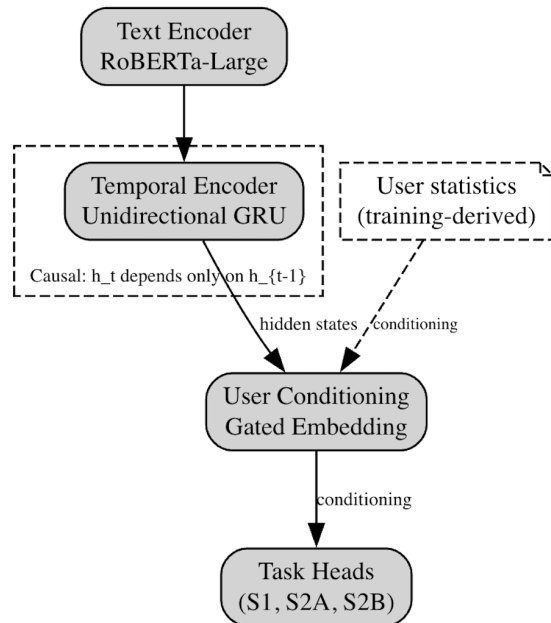 Text Encoder
RoBERTa-Large
Temporal Encoder
Unidirectional GRU
User statistics
(training-derived)
Causal: h_t depends only on h_{t-1}
hidden states
conditioning
User Conditioning
Gated Embedding
conditioning
Task Heads
(S1, S2A, S2B)